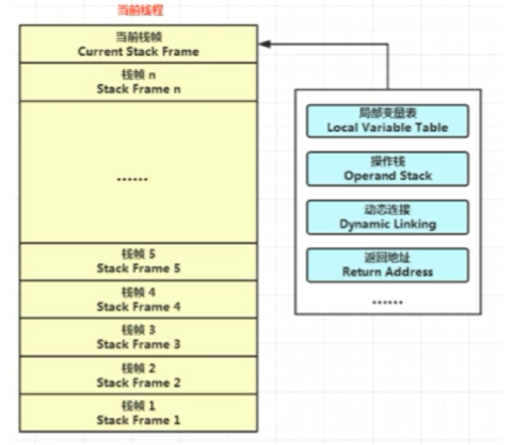 当前线程
当前栈帧
Current Stack Frame
栈帧 n
Stack Frame n
......
栈帧 5
Stack Frame 5
栈帧 4
Stack Frame 4
栈帧 3
Stack Frame 3
栈帧 2
Stack Frame 2
栈帧 1
Stack Frame 1
局部变量表
Local Variable Table
操作栈
Operand Stack
动态连接
Dynamic Linking
返回地址
Return Address
......